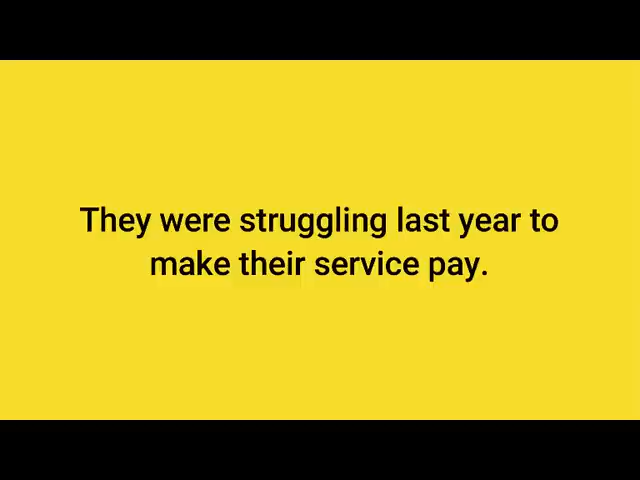 They were struggling last year to
make their service pay.